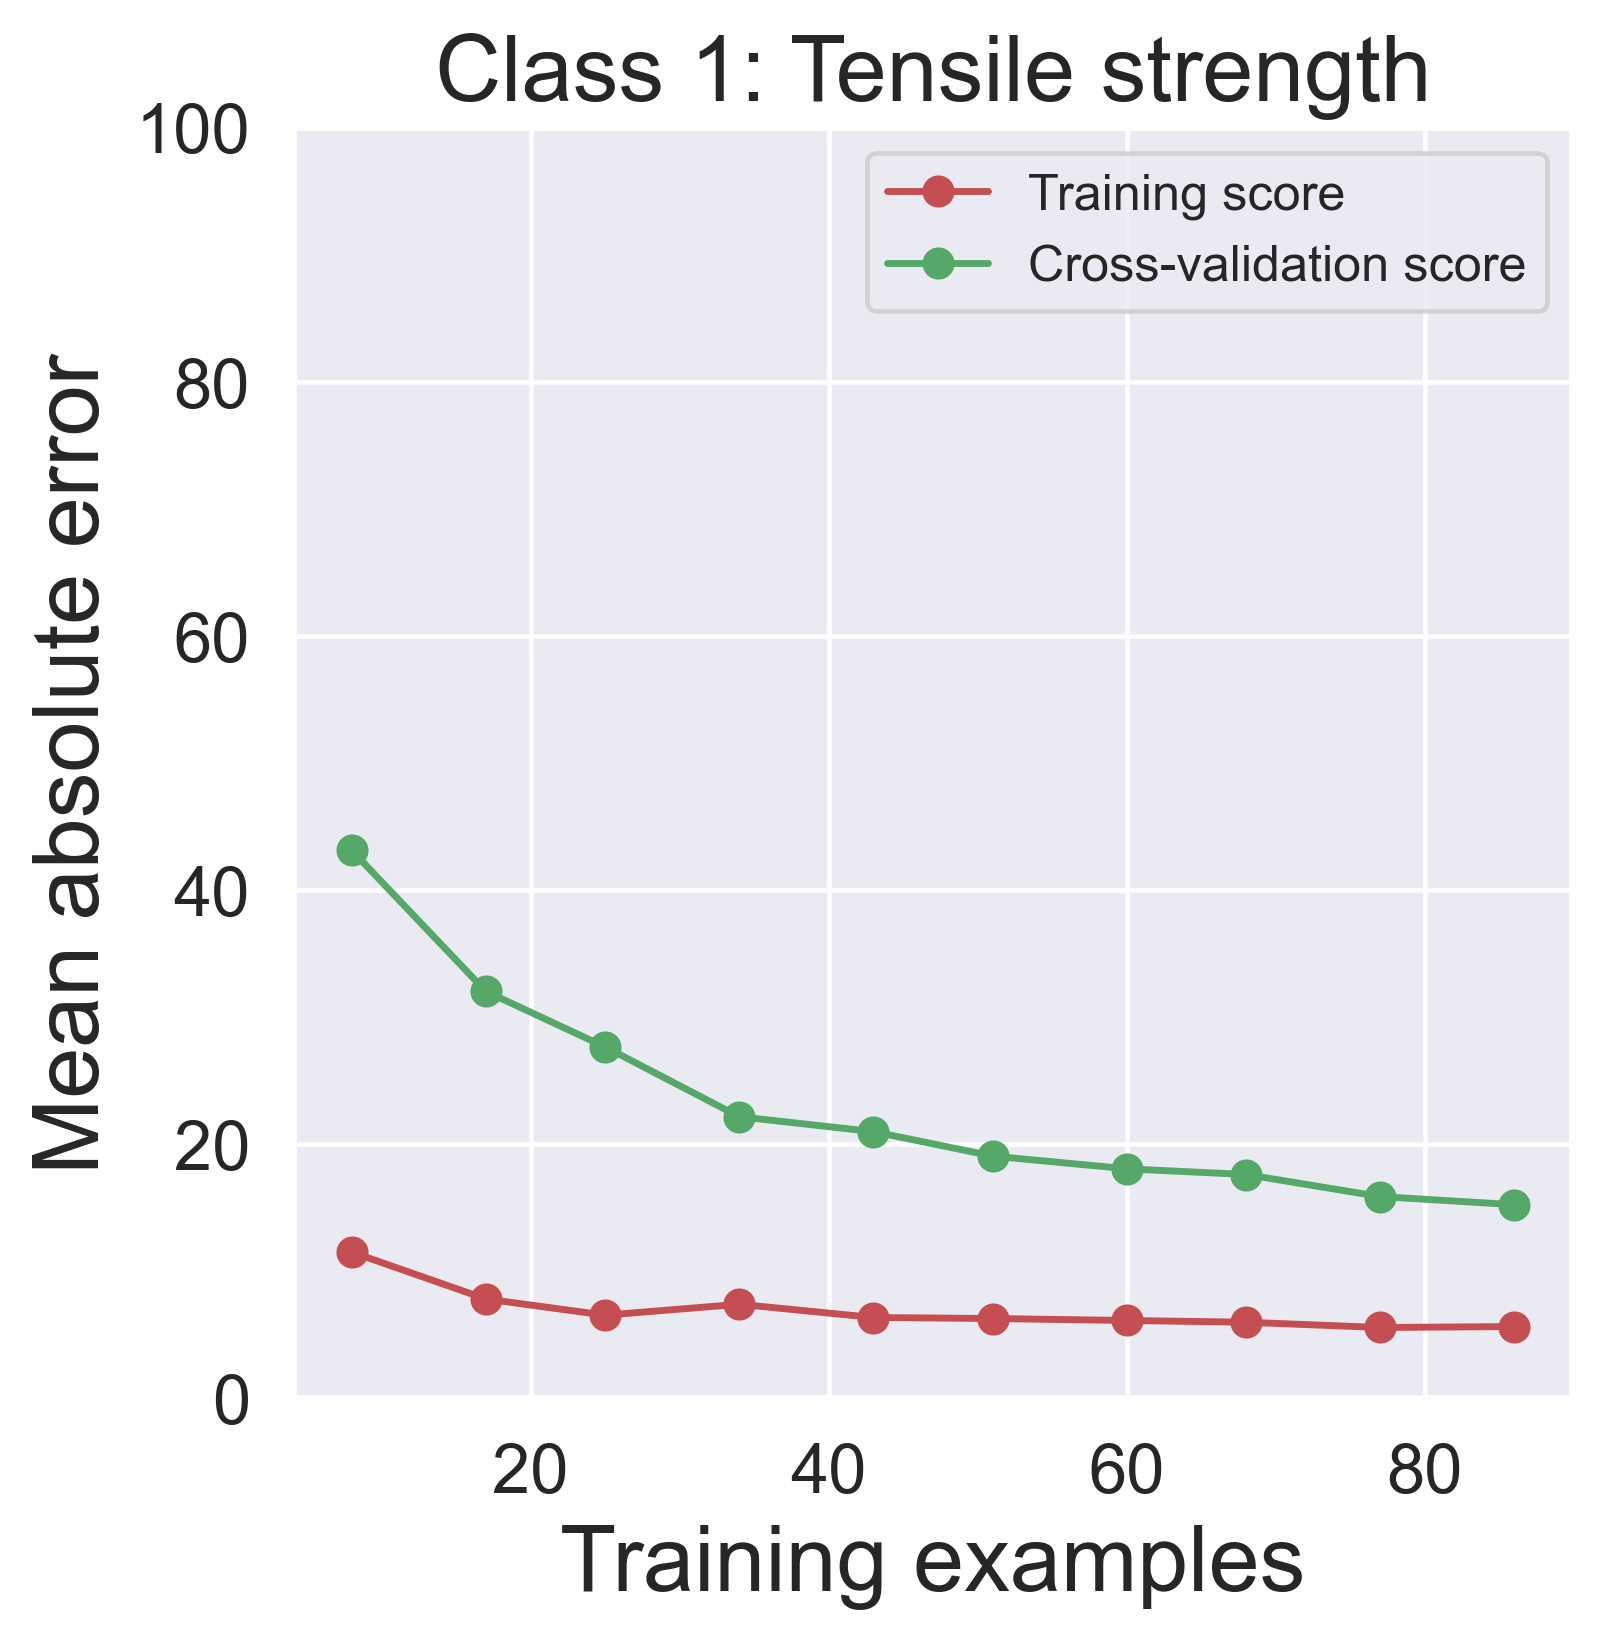 Class 1: Tensile strength
100
80
60
40
20
0
Mean absolute error
Training score
Cross-validation score
20 40 60 80
Training examples